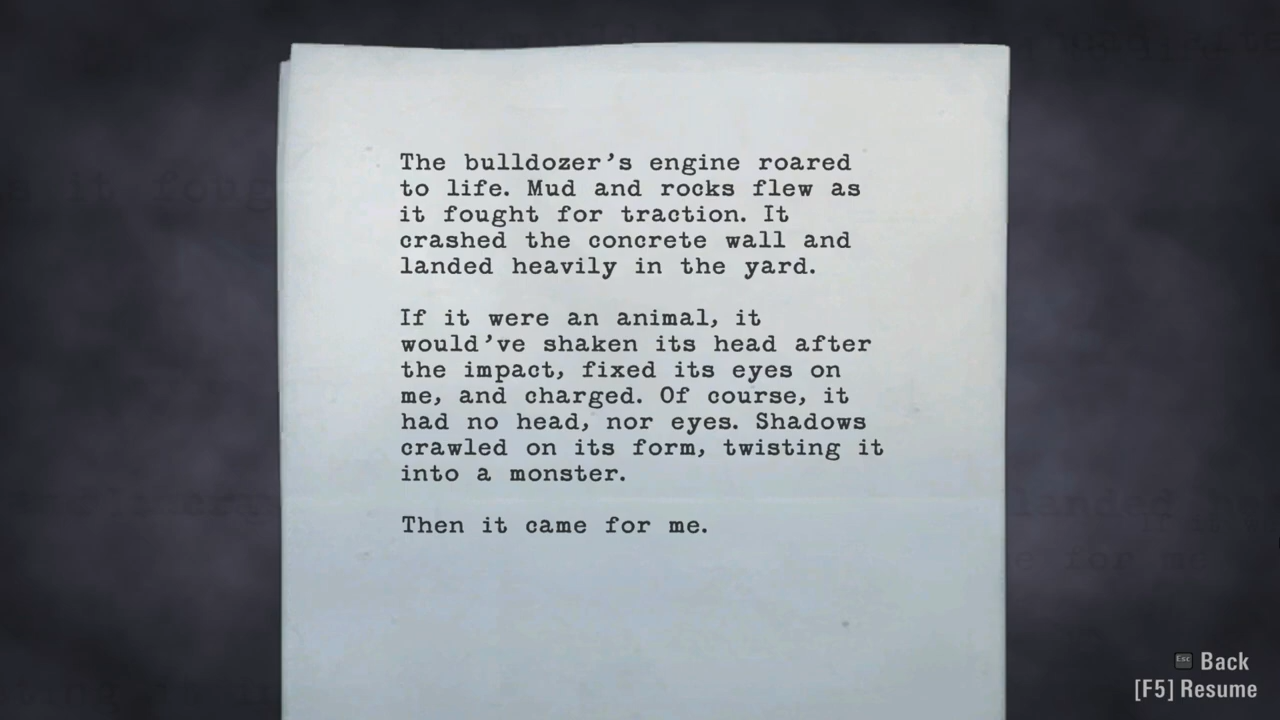 The bulldozer's engine roared
to life. Mud and rocks flew as
it fought for traction. It
crashed the concrete wall and
landed heavily in the yard.
If it were an animal, it
would've shaken its head after
the impact, fixed its eyes on
me, and charged. Of course, it
had no head, nor eyes. Shadows
crawled on its form, twisting it
into a monster.
Then it came for me.
Esc Back
[F5] Resume